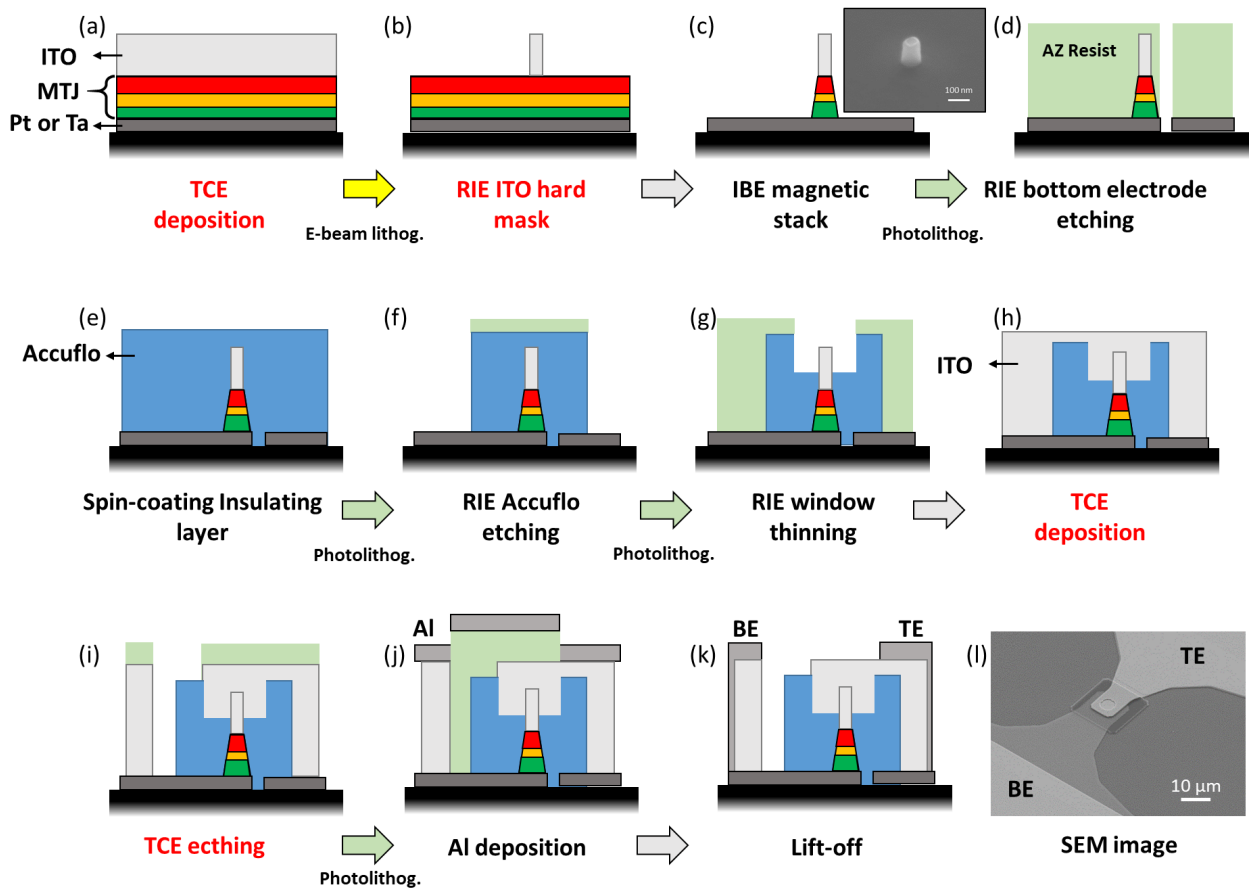 (a)
ITO
MTJ
Pt or Ta
TCE
deposition
E-beam lithog.
(b)
RIE ITO hard
mask
(c)
100 nm
IBE magnetic
stack
Photolithog.
(d)
AZ Resist
RIE bottom electrode
etching
(e)
Accuflo
Spin-coating Insulating
layer
Photolithog.
(f)
RIE Accuflo
etching
Photolithog.
(g)
RIE window
thinning
(h)
ITO
TCE
deposition
(i)
TCE ecthing
Photolithog.
(j)
Al
Al deposition
(k)
BE
TE
Lift-off
(l)
TE
BE
10 µm
SEM image